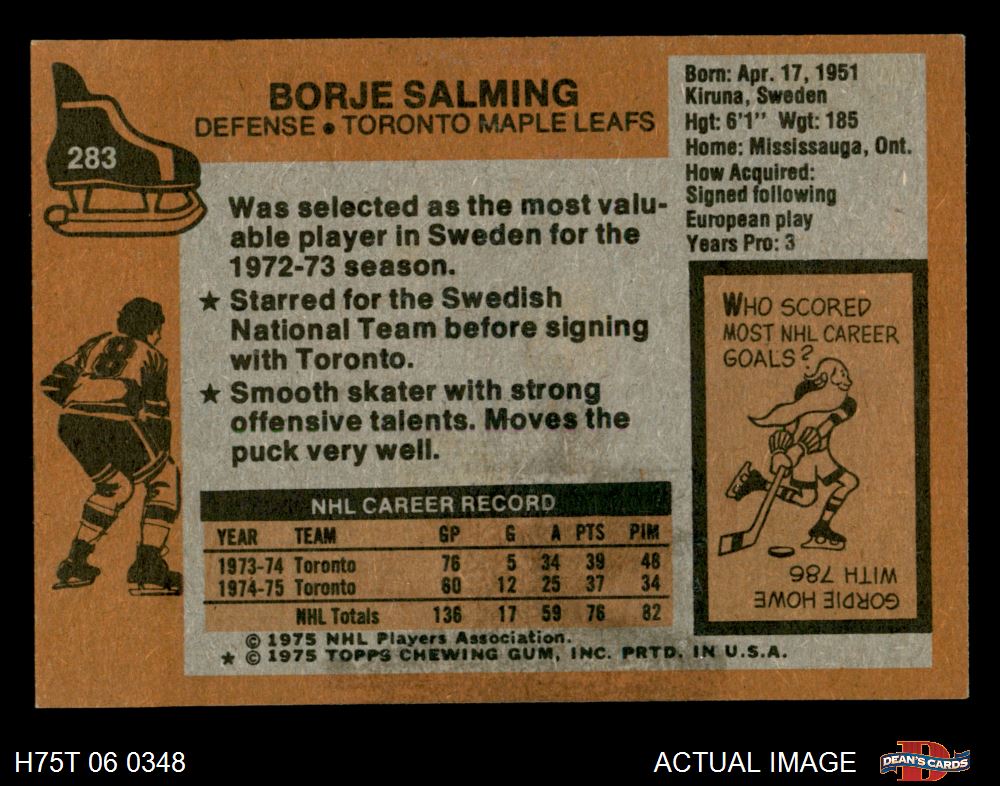 BORJE SALMING
DEFENSE • TORONTO MAPLE LEAFS
283
Born: Apr. 17, 1951
Kiruna, Sweden
Hgt: 6'1'' Wgt: 185
Home: Mississauga, Ont.
How Acquired:
Signed following
European play
Years Pro: 3
Was selected as the most valu-
able player in Sweden for the
1972-73 season.
★ Starred for the Swedish
National Team before signing
with Toronto.
★ Smooth skater with strong
offensive talents. Moves the
puck very well.
8
WHO SCORED
MOST NHL CAREER
GOALS?
GORDIE HOWE
WITH 786
NHL CAREER RECORD
YEAR TEAM GP G A PTS PIM
1973-74 Toronto 76 5 34 39 48
1974-75 Toronto 60 12 25 37 34
NHL Totals 136 17 59 76 82
© 1975 NHL Players Association.
★ © 1975 TOPPS CHEWING GUM, INC. PRTD. IN U.S.A.
H75T 06 0348
ACTUAL IMAGE
D
DEAN'S CARDS